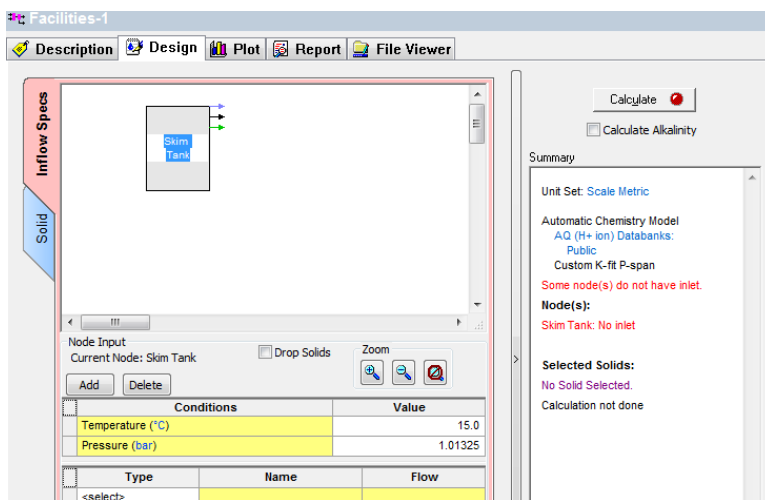 Facilities-1
Description Design Plot Report File Viewer
Inflow Specs
Solid
Skim
Tank
Node Input
Current Node: Skim Tank
Drop Solids
Zoom
Add Delete
Conditions Value
Temperature (°C) 15.0
Pressure (bar) 1.01325
Type Name Flow
<select>
Calculate
Calculate Alkalinity
Summary
Unit Set: Scale Metric
Automatic Chemistry Model
AQ (H+ ion) Databanks:
Public
Custom K-fit P-span
Some node(s) do not have inlet.
Node(s):
Skim Tank: No inlet
Selected Solids:
No Solid Selected.
Calculation not done